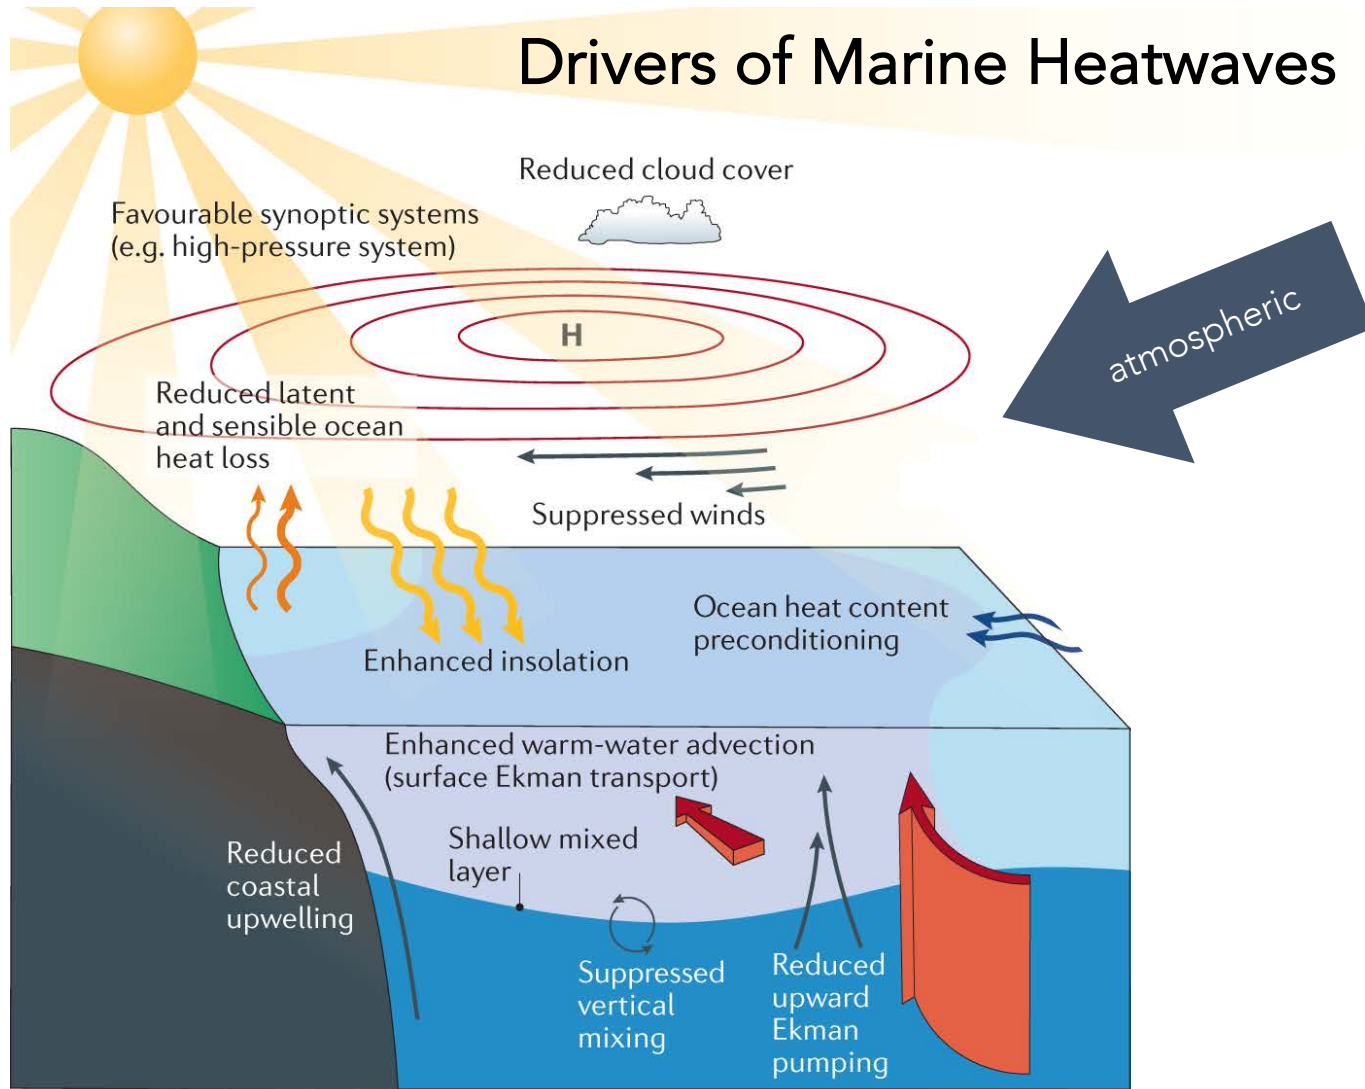 Drivers of Marine Heatwaves
Reduced cloud cover
Favourable synoptic systems
(e.g. high-pressure system)
H
atmospheric
Reduced latent
and sensible ocean
heat loss
Suppressed winds
Ocean heat content
preconditioning
Enhanced insolation
Enhanced warm-water advection
(surface Ekman transport)
Shallow mixed
layer
Reduced
coastal
upwelling
Suppressed
vertical
mixing
Reduced
upward
Ekman
pumping